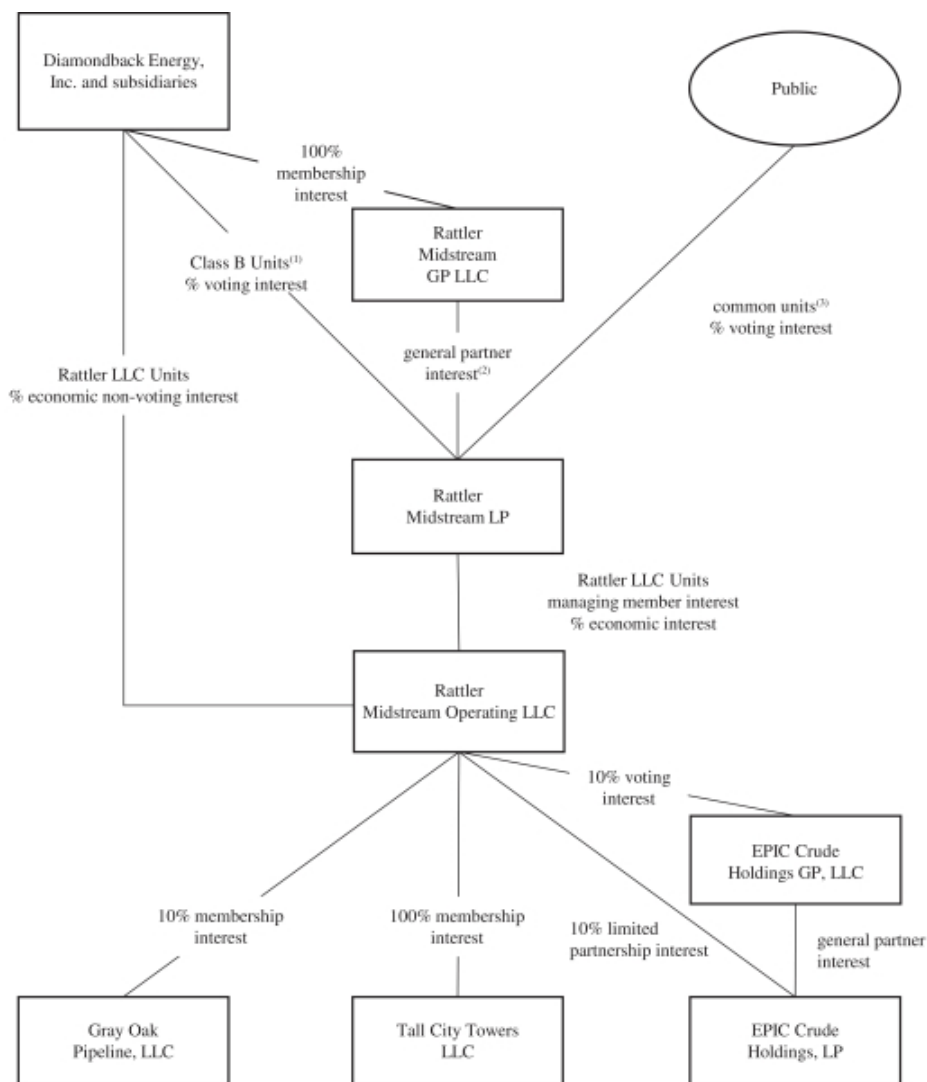 Diamondback Energy,
Inc. and subsidiaries
Public
100%
membership
interest
Rattler
Midstream
GP LLC
Class B Units(1)
% voting interest
common units(3)
% voting interest
general partner
interest(2)
Rattler LLC Units
% economic non-voting interest
Rattler
Midstream LP
Rattler LLC Units
managing member interest
% economic interest
Rattler
Midstream Operating LLC
10% voting
interest
EPIC Crude
Holdings GP, LLC
10% membership
interest
100% membership
interest
10% limited
partnership interest
general partner
interest
Gray Oak
Pipeline, LLC
Tall City Towers
LLC
EPIC Crude
Holdings, LP